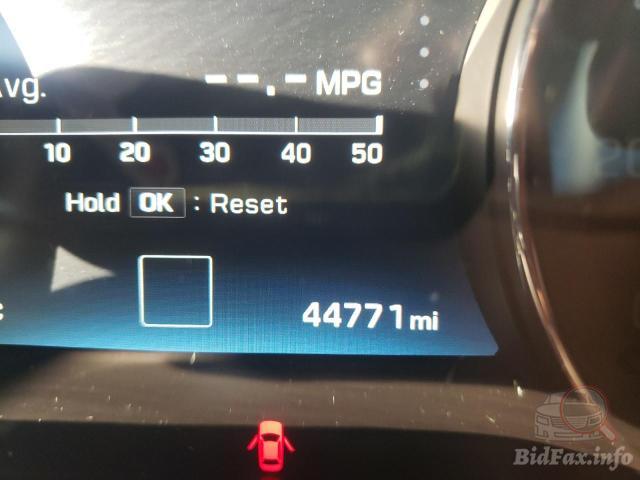 Avg. --.- MPG
10 20 30 40 50
Hold OK : Reset
44771 mi
BidFax.info